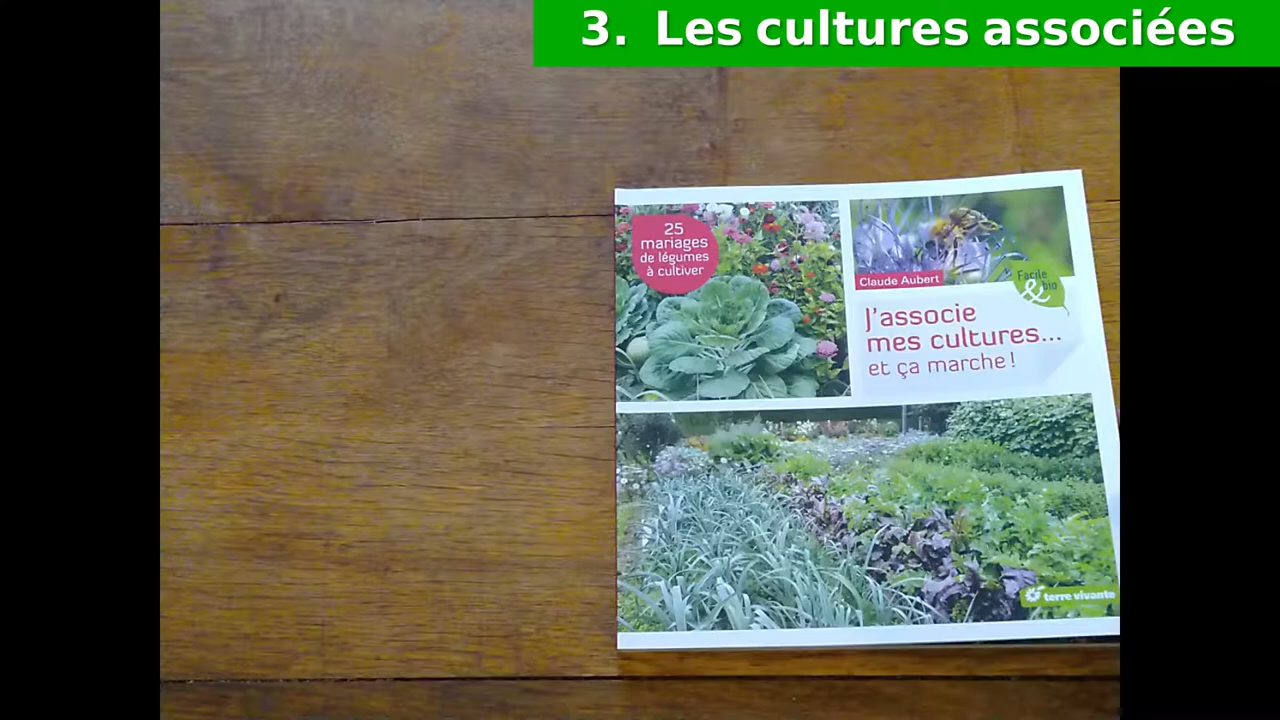 3. Les cultures associées
25
mariages
de légumes
à cultiver
Claude Aubert
Facile
& bio
J'associe
mes cultures...
et ça marche !
terre vivante